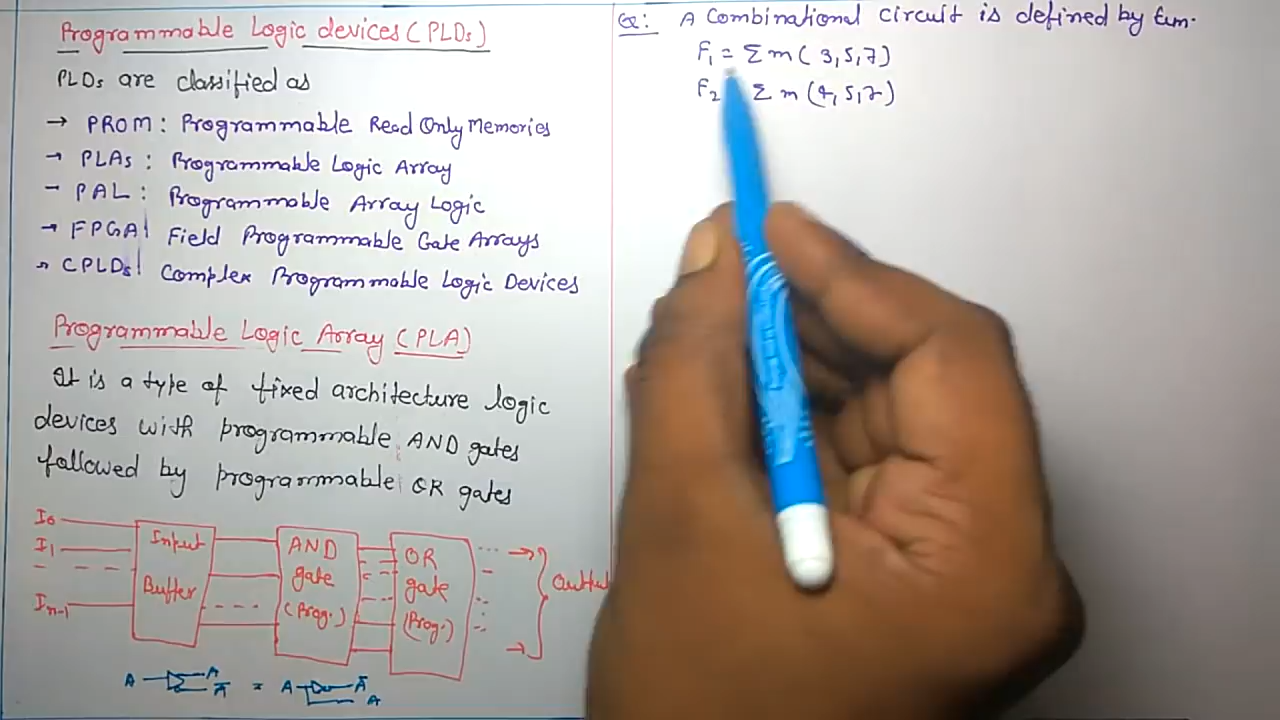 Programmable Logic devices (PLDs)
PLDs are classified as
→ PROM : Programmable Read Only Memories
→ PLAs : Programmable Logic Array
- PAL : Programmable Array Logic
→ FPGA : Field Programmable Gate Arrays
→ CPLDs : Complex Programmable Logic Devices
Programmable Logic Array (PLA)
It is a type of fixed architecture logic
devices with programmable AND gates
followed by programmable OR gates
I0
I1
In-1
Input
Buffer
AND
gate
(Prog.)
OR
gate
(Prog.)
Output
A A Ā = A Ā A
Q: A Combinational circuit is defined by fun.
F1 = Σm( 3,5,7)
F2 Σm (4,5,7)